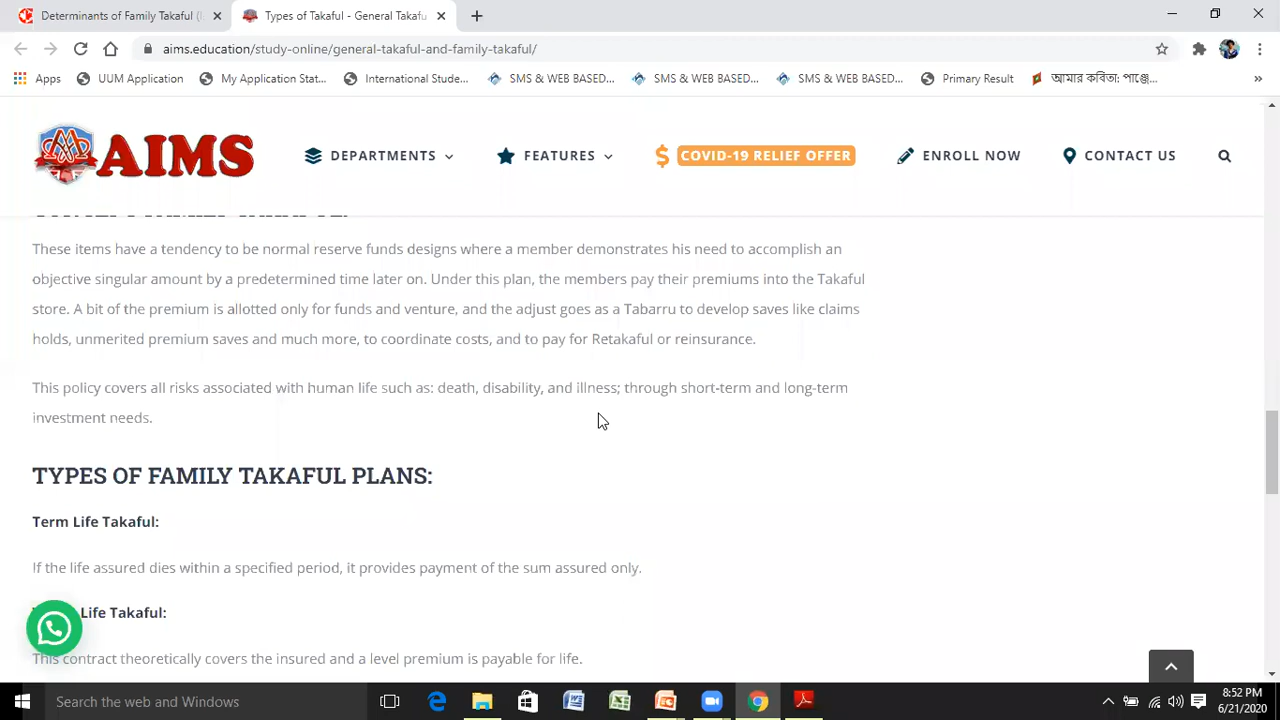 Determinants of Family Takaful (
Types of Takaful - General Takafu
aims.education/study-online/general-takaful-and-family-takaful/
Apps UUM Application My Application Stat... International Stude... SMS & WEB BASED... SMS & WEB BASED... SMS & WEB BASED... Primary Result আমার কবিতা: পাঞ্জে...
AIMS DEPARTMENTS FEATURES COVID-19 RELIEF OFFER ENROLL NOW CONTACT US
These items have a tendency to be normal reserve funds designs where a member demonstrates his need to accomplish an
objective singular amount by a predetermined time later on. Under this plan, the members pay their premiums into the Takaful
store. A bit of the premium is allotted only for funds and venture, and the adjust goes as a Tabarru to develop saves like claims
holds, unmerited premium saves and much more, to coordinate costs, and to pay for Retakaful or reinsurance.
This policy covers all risks associated with human life such as: death, disability, and illness; through short-term and long-term
investment needs.
TYPES OF FAMILY TAKAFUL PLANS:
Term Life Takaful:
If the life assured dies within a specified period, it provides payment of the sum assured only.
Life Takaful:
This contract theoretically covers the insured and a level premium is payable for life.
Search the web and Windows
8:52 PM
6/21/2020